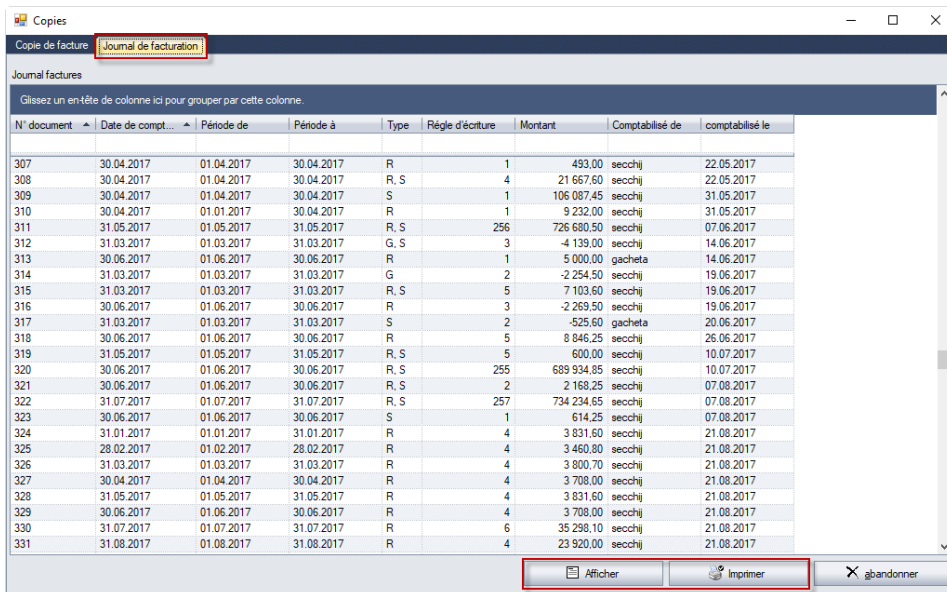 Copies
Copie de facture Journal de facturation
Journal factures
Glissez un en-tête de colonne ici pour grouper par cette colonne.
N° document Date de compt... Période de Période à Type Régle d'écriture Montant Comptabilisé de comptabilisé le
307 30.04.2017 01.04.2017 30.04.2017 R 1 493,00 secchij 22.05.2017
308 30.04.2017 01.04.2017 30.04.2017 R, S 4 21 667,60 secchij 22.05.2017
309 30.04.2017 01.04.2017 30.04.2017 S 1 106 087,45 secchij 31.05.2017
310 30.04.2017 01.01.2017 30.04.2017 R 1 9 232,00 secchij 31.05.2017
311 31.05.2017 01.05.2017 31.05.2017 R, S 256 726 680,50 secchij 07.06.2017
312 31.03.2017 01.03.2017 31.03.2017 G, S 3 -4 139,00 secchij 14.06.2017
313 30.06.2017 01.06.2017 30.06.2017 R 1 5 000,00 gacheta 14.06.2017
314 31.03.2017 01.03.2017 31.03.2017 G 2 -2 254,50 secchij 19.06.2017
315 31.03.2017 01.03.2017 31.03.2017 R, S 5 7 103,60 secchij 19.06.2017
316 30.06.2017 01.06.2017 30.06.2017 R 3 -2 269,50 secchij 19.06.2017
317 31.03.2017 01.03.2017 31.03.2017 S 2 -525,60 gacheta 20.06.2017
318 30.06.2017 01.06.2017 30.06.2017 R 5 8 846,25 secchij 26.06.2017
319 31.05.2017 01.05.2017 31.05.2017 R, S 5 600,00 secchij 10.07.2017
320 30.06.2017 01.06.2017 30.06.2017 R, S 255 689 934,85 secchij 10.07.2017
321 30.06.2017 01.06.2017 30.06.2017 R, S 2 2 168,25 secchij 07.08.2017
322 31.07.2017 01.07.2017 31.07.2017 R, S 257 734 234,65 secchij 07.08.2017
323 30.06.2017 01.06.2017 30.06.2017 S 1 614,25 secchij 07.08.2017
324 31.01.2017 01.01.2017 31.01.2017 R 4 3 831,60 secchij 21.08.2017
325 28.02.2017 01.02.2017 28.02.2017 R 4 3 460,80 secchij 21.08.2017
326 31.03.2017 01.03.2017 31.03.2017 R 4 3 800,70 secchij 21.08.2017
327 30.04.2017 01.04.2017 30.04.2017 R 4 3 708,00 secchij 21.08.2017
328 31.05.2017 01.05.2017 31.05.2017 R 4 3 831,60 secchij 21.08.2017
329 30.06.2017 01.06.2017 30.06.2017 R 4 3 708,00 secchij 21.08.2017
330 31.07.2017 01.07.2017 31.07.2017 R 6 35 298,10 secchij 21.08.2017
331 31.08.2017 01.08.2017 31.08.2017 R 4 23 920,00 secchij 21.08.2017
Afficher Imprimer abandonner